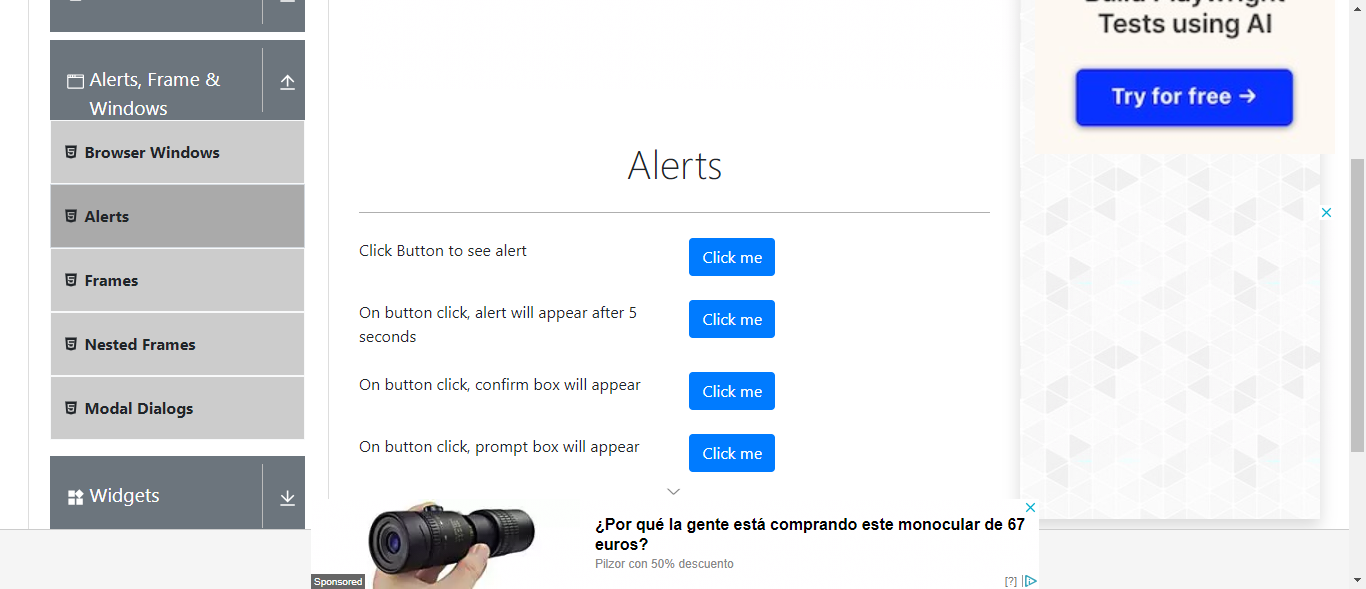 Alerts, Frame &
Windows
Browser Windows
Alerts
Frames
Nested Frames
Modal Dialogs
Widgets
Alerts
Click Button to see alert
Click me
On button click, alert will appear after 5
seconds
Click me
On button click, confirm box will appear
Click me
On button click, prompt box will appear
Click me
Build Playwright
Tests using AI
Try for free →
¿Por qué la gente está comprando este monocular de 67
euros?
Pilzor con 50% descuento
Sponsored
[?]